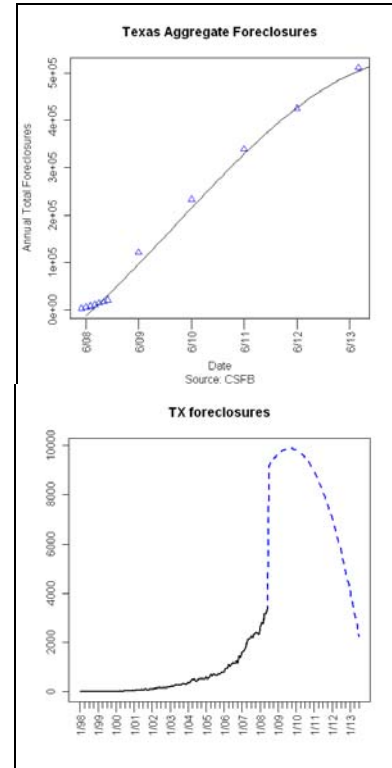 Texas Aggregate Foreclosures
Annual Total Foreclosures
5e+05
4e+05
3e+05
2e+05
1e+05
0e+00
6/08
6/09
6/10
6/11
6/12
6/13
Date
Source: CSFB
TX foreclosures
10000
8000
6000
4000
2000
0
1/98
1/99
1/00
1/01
1/02
1/03
1/04
1/05
1/06
1/07
1/08
1/09
1/10
1/11
1/12
1/13